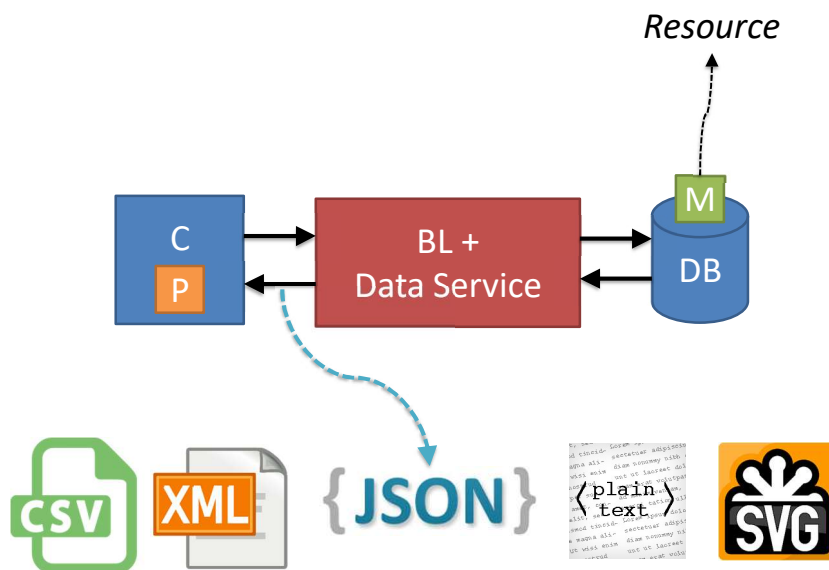 Resource
M
C
BL +
Data Service
DB
P
CSV
XML
{JSON}
⟨plain
text⟩
SVG